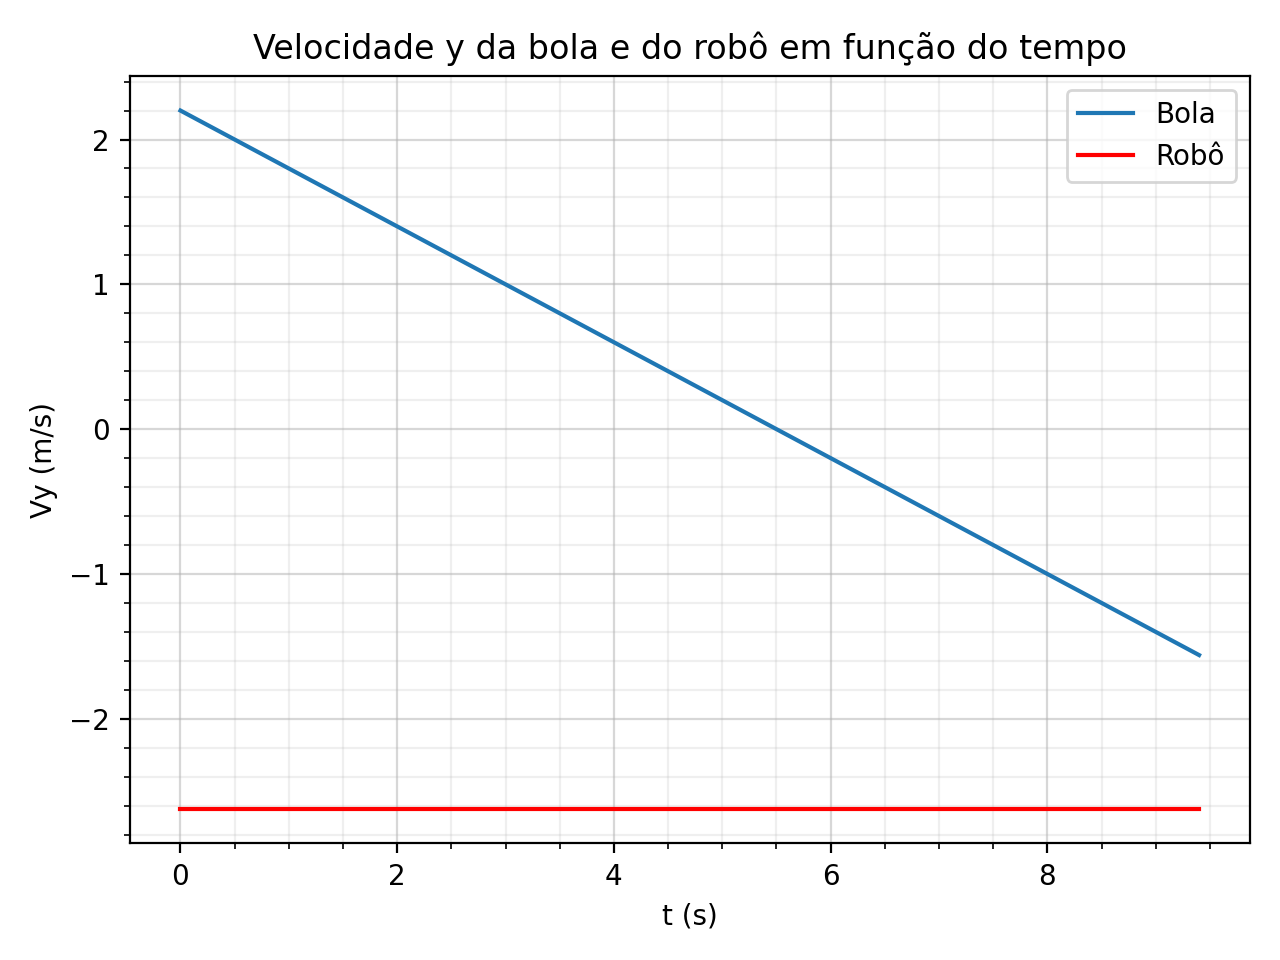 Velocidade y da bola e do robô em função do tempo
Bola
Robô
2
1
0
−1
−2
Vy (m/s)
0 2 4 6 8
t (s)